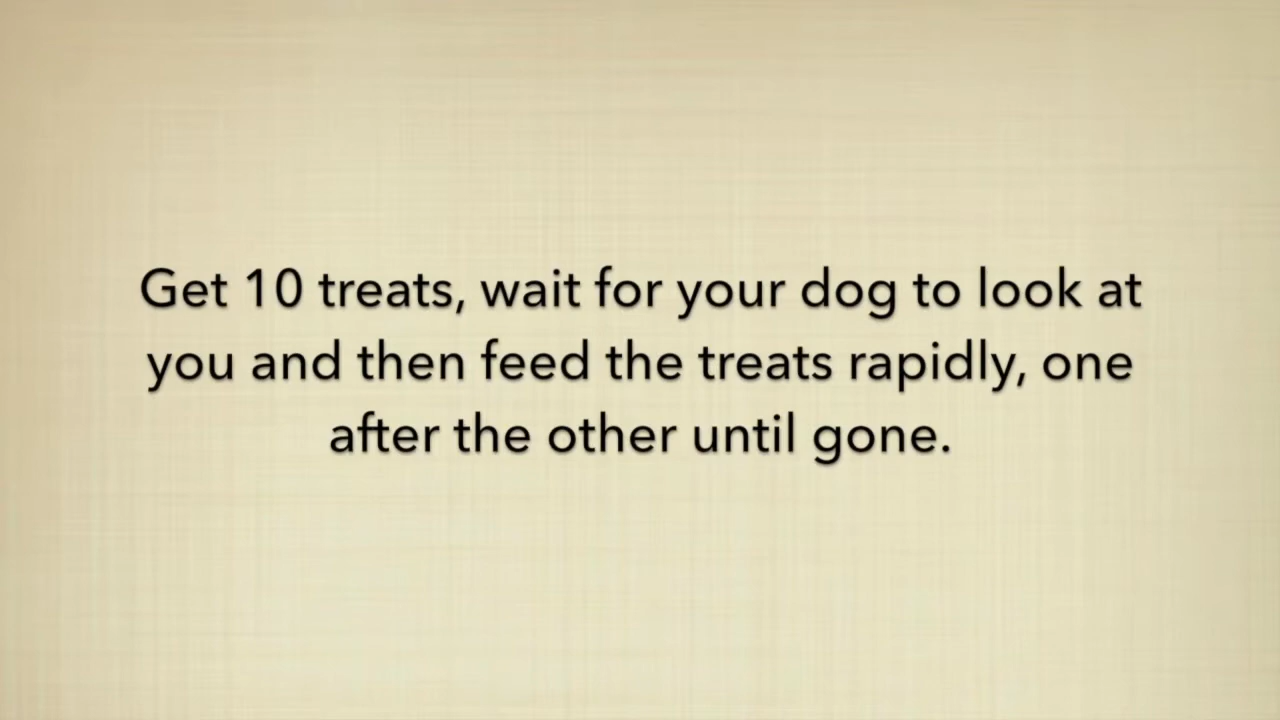 Get 10 treats, wait for your dog to look at
you and then feed the treats rapidly, one
after the other until gone.